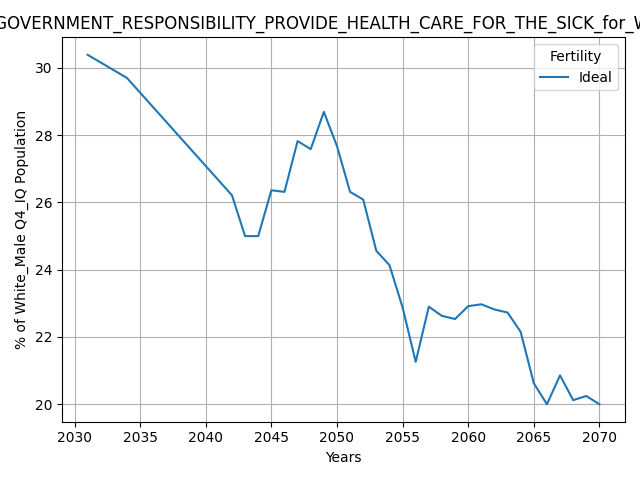 GOVERNMENT_RESPONSIBILITY_PROVIDE_HEALTH_CARE_FOR_THE_SICK_for_W
Fertility
Ideal
% of White_Male Q4_IQ Population
30
28
26
24
22
20
2030 2035 2040 2045 2050 2055 2060 2065 2070
Years